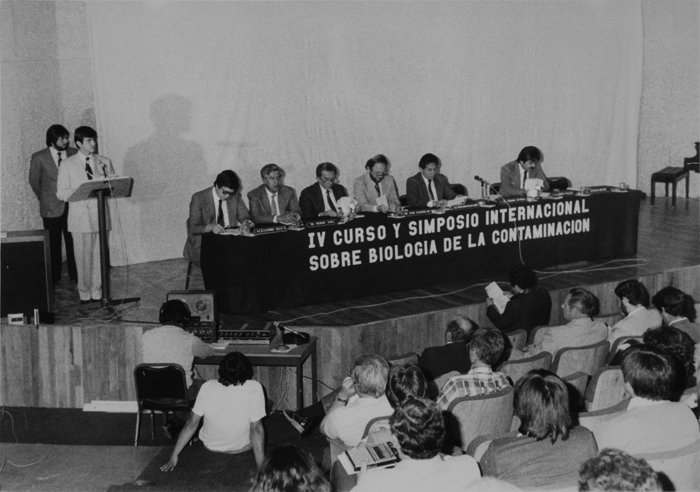 IV CURSO Y SIMPOSIO INTERNACIONAL
SOBRE BIOLOGIA DE LA CONTAMINACION